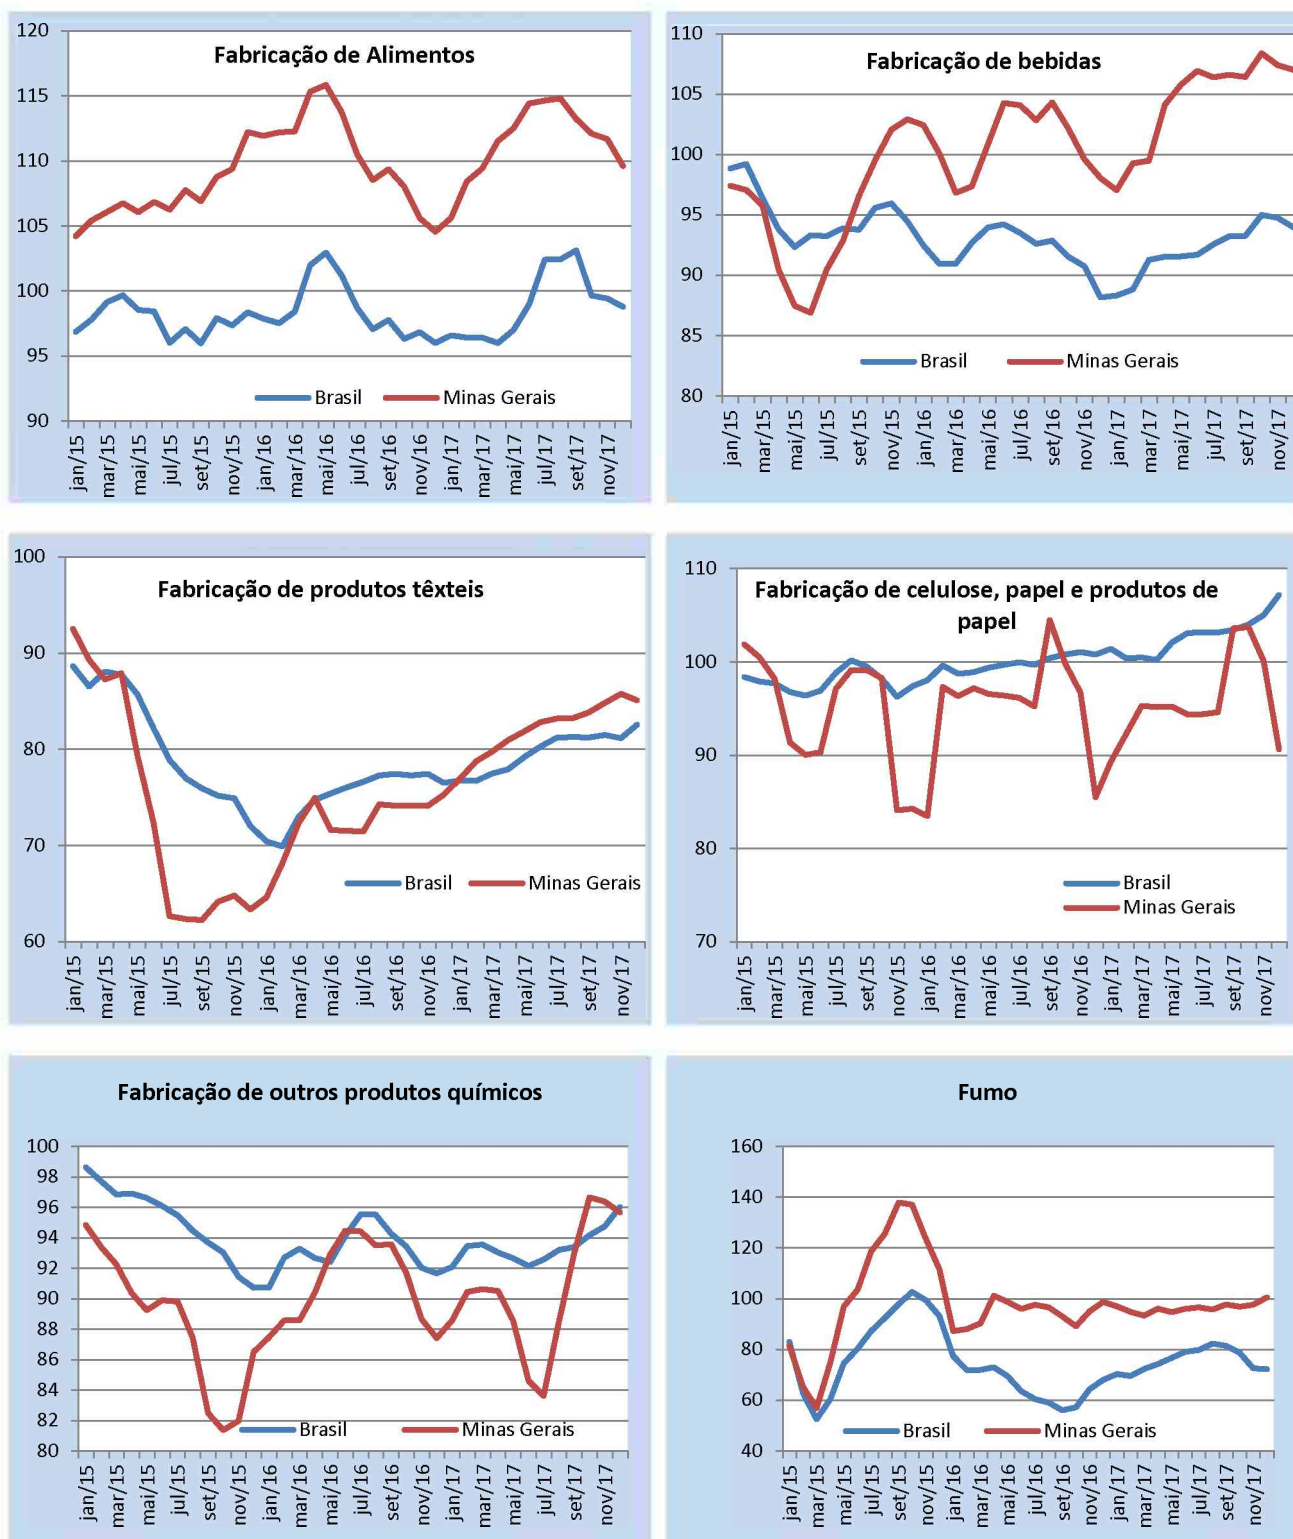 Fabricação de Alimentos
120
115
110
105
100
95
90
Brasil
Minas Gerais
jan/15
mar/15
mai/15
jul/15
set/15
nov/15
jan/16
mar/16
mai/16
jul/16
set/16
nov/16
jan/17
mar/17
mai/17
jul/17
set/17
nov/17
Fabricação de bebidas
110
105
100
95
90
85
80
Brasil
Minas Gerais
jan/15
mar/15
mai/15
jul/15
set/15
nov/15
jan/16
mar/16
mai/16
jul/16
set/16
nov/16
jan/17
mar/17
mai/17
jul/17
set/17
nov/17
Fabricação de produtos têxteis
100
90
80
70
60
Brasil
Minas Gerais
jan/15
mar/15
mai/15
jul/15
set/15
nov/15
jan/16
mar/16
mai/16
jul/16
set/16
nov/16
jan/17
mar/17
mai/17
jul/17
set/17
nov/17
Fabricação de celulose, papel e produtos de
papel
110
100
90
80
70
Brasil
Minas Gerais
jan/15
mar/15
mai/15
jul/15
set/15
nov/15
jan/16
mar/16
mai/16
jul/16
set/16
nov/16
jan/17
mar/17
mai/17
jul/17
set/17
nov/17
Fabricação de outros produtos químicos
100
98
96
94
92
90
88
86
84
82
80
Brasil
Minas Gerais
jan/15
mar/15
mai/15
jul/15
set/15
nov/15
jan/16
mar/16
mai/16
jul/16
set/16
nov/16
jan/17
mar/17
mai/17
jul/17
set/17
nov/17
Fumo
160
140
120
100
80
60
40
Brasil
Minas Gerais
jan/15
mar/15
mai/15
jul/15
set/15
nov/15
jan/16
mar/16
mai/16
jul/16
set/16
nov/16
jan/17
mar/17
mai/17
jul/17
set/17
nov/17